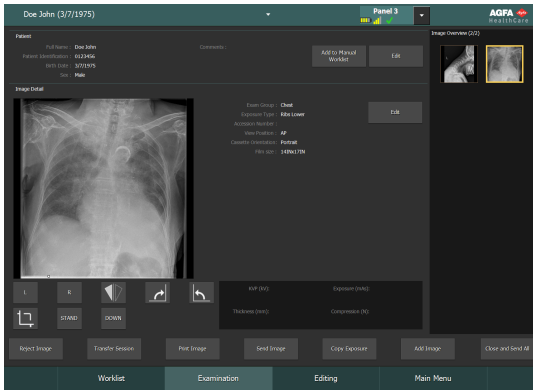 Doe John (3/7/1975)
Panel 3
AGFA
HealthCare
Patient
Full Name : Doe John
Comments :
Patient Identification : 0123456
Birth Date : 3/7/1975
Sex : Male
Add to Manual
Worklist
Edit
Image Overview (2/2)
Image Detail
Exam Group : Chest
Exposure Type : Ribs Lower
Accession Number :
View Position : AP
Cassette Orientation : Portrait
Film size : 14INx17IN
Edit
L
R
STAND
DOWN
KVP (kV):
Exposure (mAs):
Thickness (mm):
Compression (N):
Reject Image
Transfer Session
Print Image
Send Image
Copy Exposure
Add Image
Close and Send All
Worklist
Examination
Editing
Main Menu